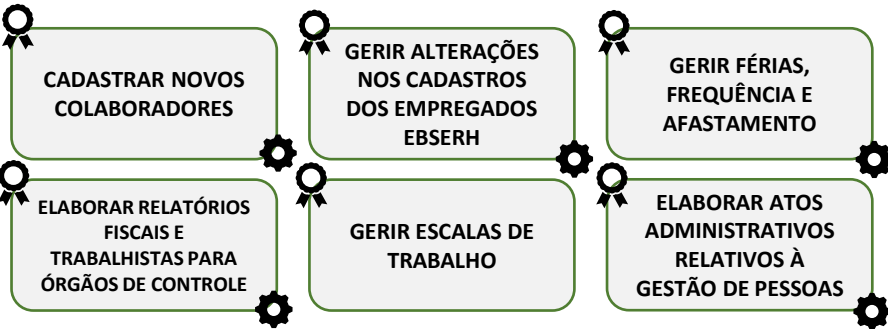 CADASTRAR NOVOS
COLABORADORES
GERIR ALTERAÇÕES
NOS CADASTROS
DOS EMPREGADOS
EBSERH
GERIR FÉRIAS,
FREQUÊNCIA E
AFASTAMENTO
ELABORAR RELATÓRIOS
FISCAIS E
TRABALHISTAS PARA
ÓRGÃOS DE CONTROLE
GERIR ESCALAS DE
TRABALHO
ELABORAR ATOS
ADMINISTRATIVOS
RELATIVOS À
GESTÃO DE PESSOAS